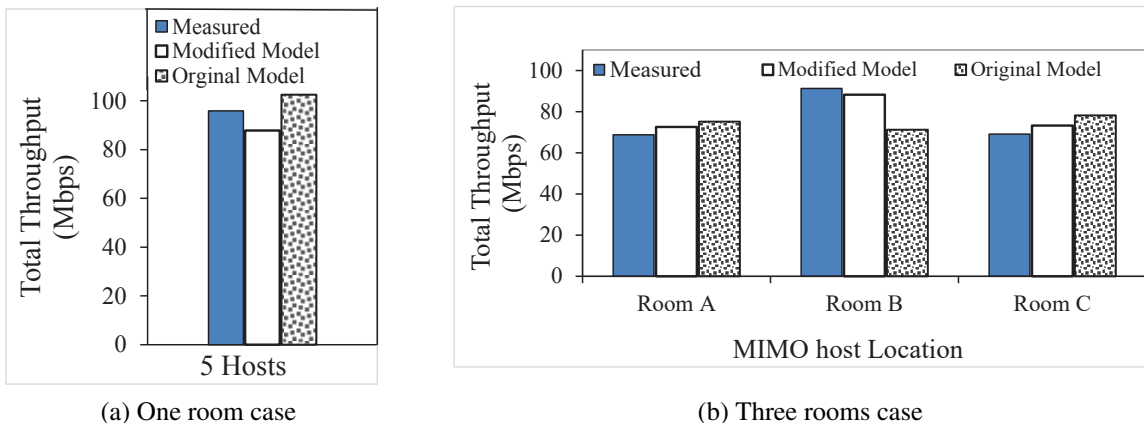 Measured
Modified Model
Orginal Model
Total Throughput
(Mbps)
100
80
60
40
20
0
5 Hosts
(a) One room case
Measured Modified Model Original Model
Total Throughput
(Mbps)
100
80
60
40
20
0
Room A Room B Room C
MIMO host Location
(b) Three rooms case